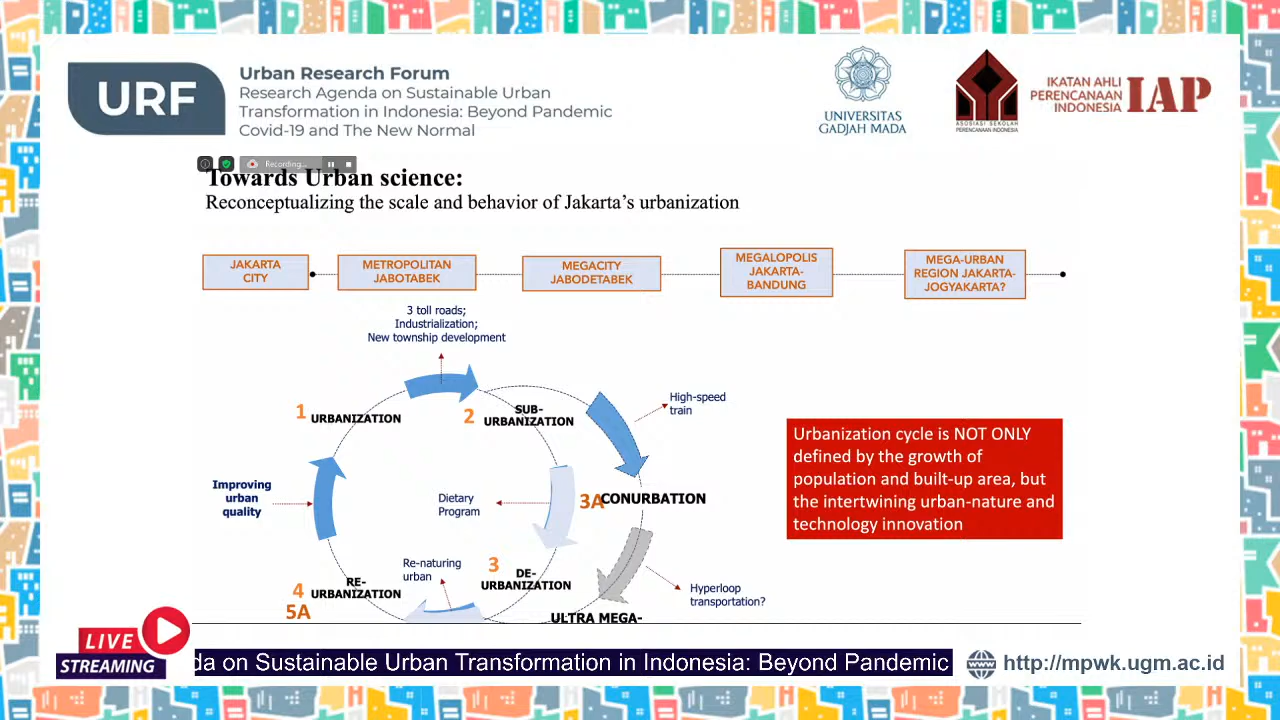 URF
Urban Research Forum
Research Agenda on Sustainable Urban
Transformation in Indonesia: Beyond Pandemic
Covid-19 and The New Normal
UNIVERSITAS
GADJAH MADA
ASOSIASI SEKOLAH
PERENCANAAN INDONESIA
IKATAN AHLI
PERENCANAAN
INDONESIA
IAP
Recording...
Towards Urban science:
Reconceptualizing the scale and behavior of Jakarta's urbanization
JAKARTA
CITY
METROPOLITAN
JABOTABEK
MEGACITY
JABODETABEK
MEGALOPOLIS
JAKARTA-
BANDUNG
MEGA-URBAN
REGION JAKARTA-
JOGYAKARTA?
3 toll roads;
Industrialization;
New township development
1 URBANIZATION
2 SUB-
URBANIZATION
High-speed
train
Improving
urban
quality
Dietary
Program
3A CONURBATION
Urbanization cycle is NOT ONLY
defined by the growth of
population and built-up area, but
the intertwining urban-nature and
technology innovation
Re-naturing
urban
3 DE-
URBANIZATION
4 RE-
URBANIZATION
5A
Hyperloop
transportation?
ULTRA MEGA-
LIVE
STREAMING
da on Sustainable Urban Transformation in Indonesia: Beyond Pandemic
http://mpwk.ugm.ac.id